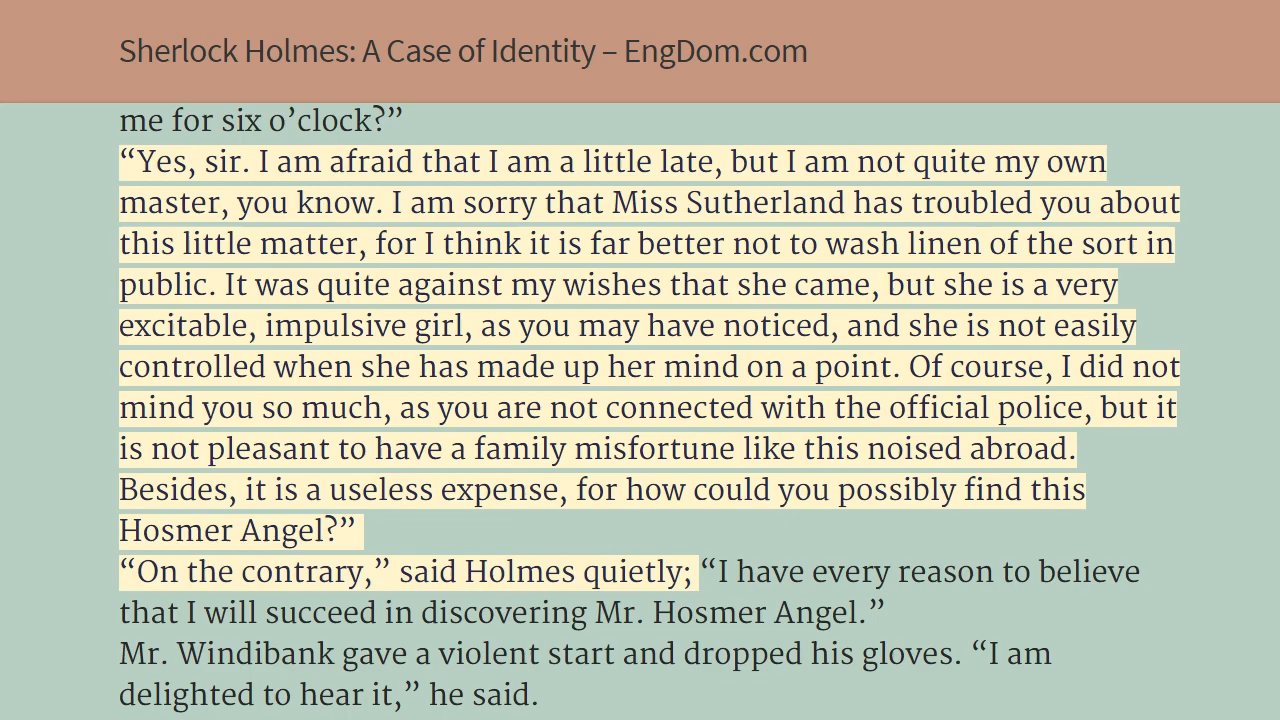 Sherlock Holmes: A Case of Identity – EngDom.com
me for six o’clock?”
“Yes, sir. I am afraid that I am a little late, but I am not quite my own
master, you know. I am sorry that Miss Sutherland has troubled you about
this little matter, for I think it is far better not to wash linen of the sort in
public. It was quite against my wishes that she came, but she is a very
excitable, impulsive girl, as you may have noticed, and she is not easily
controlled when she has made up her mind on a point. Of course, I did not
mind you so much, as you are not connected with the official police, but it
is not pleasant to have a family misfortune like this noised abroad.
Besides, it is a useless expense, for how could you possibly find this
Hosmer Angel?”
“On the contrary,” said Holmes quietly; “I have every reason to believe
that I will succeed in discovering Mr. Hosmer Angel.”
Mr. Windibank gave a violent start and dropped his gloves. “I am
delighted to hear it,” he said.